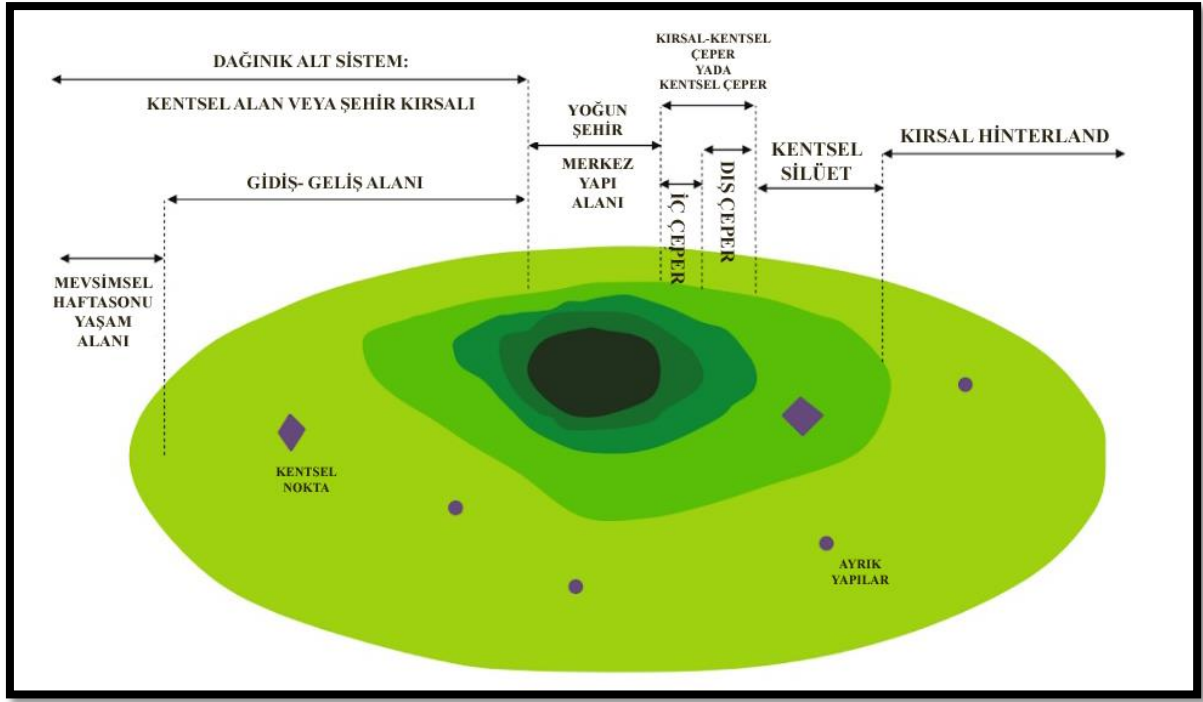 DAĞINIK ALT SİSTEM:
KENTSEL ALAN VEYA ŞEHİR KIRSALI
GİDİŞ- GELİŞ ALANI
MEVSİMSEL
HAFTASONU
YAŞAM
ALANI
YOĞUN
ŞEHİR
MERKEZ
YAPI
ALANI
KIRSAL-KENTSEL
ÇEPER
YADA
KENTSEL ÇEPER
İÇ ÇEPER
DIŞ ÇEPER
KENTSEL
SİLÜET
KIRSAL HİNTERLAND
KENTSEL
NOKTA
AYRIK
YAPILAR